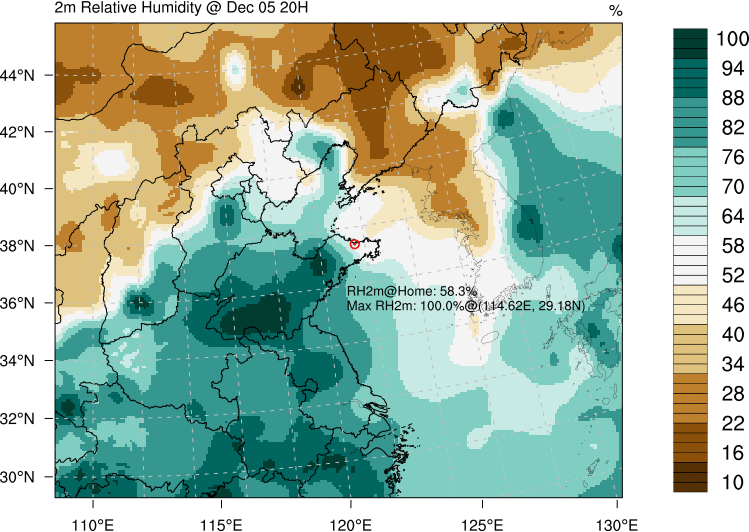 2m Relative Humidity @ Dec 05 20H
%
44°N
42°N
40°N
38°N
36°N
34°N
32°N
30°N
110°E
115°E
120°E
125°E
130°E
RH2m@Home: 58.3%
Max RH2m: 100.0%@(114.62E, 29.18N)
100
94
88
82
76
70
64
58
52
46
40
34
28
22
16
10